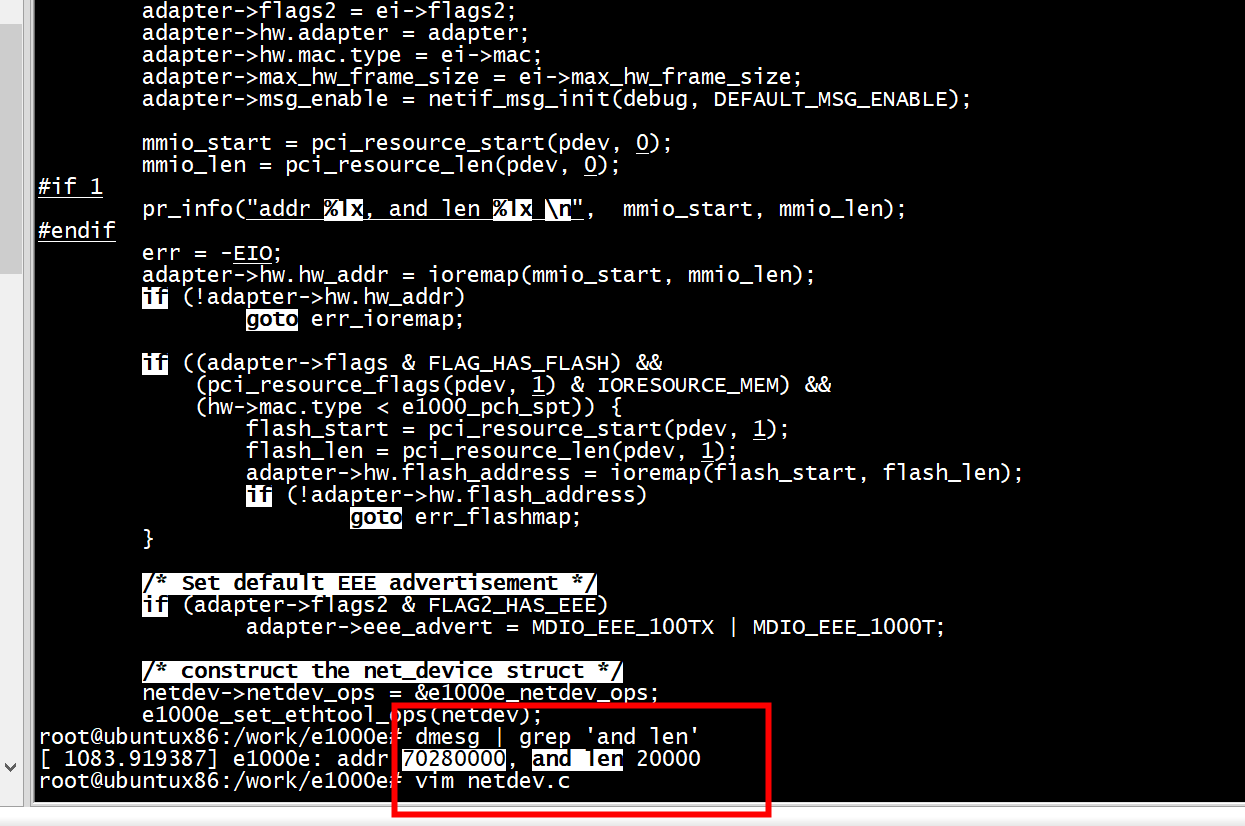 adapter->flags2 = ei->flags2;
adapter->hw.adapter = adapter;
adapter->hw.mac.type = ei->mac;
adapter->max_hw_frame_size = ei->max_hw_frame_size;
adapter->msg_enable = netif_msg_init(debug, DEFAULT_MSG_ENABLE);
mmio_start = pci_resource_start(pdev, 0);
mmio_len = pci_resource_len(pdev, 0);
#if 1
pr_info("addr %lx, and len %lx \n",  mmio_start, mmio_len);
#endif
err = -EIO;
adapter->hw.hw_addr = ioremap(mmio_start, mmio_len);
if (!adapter->hw.hw_addr)
goto err_ioremap;
if ((adapter->flags & FLAG_HAS_FLASH) &&
(pci_resource_flags(pdev, 1) & IORESOURCE_MEM) &&
(hw->mac.type < e1000_pch_spt)) {
flash_start = pci_resource_start(pdev, 1);
flash_len = pci_resource_len(pdev, 1);
adapter->hw.flash_address = ioremap(flash_start, flash_len);
if (!adapter->hw.flash_address)
goto err_flashmap;
}
/* Set default EEE advertisement */
if (adapter->flags2 & FLAG2_HAS_EEE)
adapter->eee_advert = MDIO_EEE_100TX | MDIO_EEE_1000T;
/* construct the net_device struct */
netdev->netdev_ops = &e1000e_netdev_ops;
e1000e_set_ethtool_ops(netdev);
root@ubuntux86:/work/e1000e# dmesg | grep 'and len'
[ 1083.919387] e1000e: addr 70280000, and len 20000
root@ubuntux86:/work/e1000e# vim netdev.c